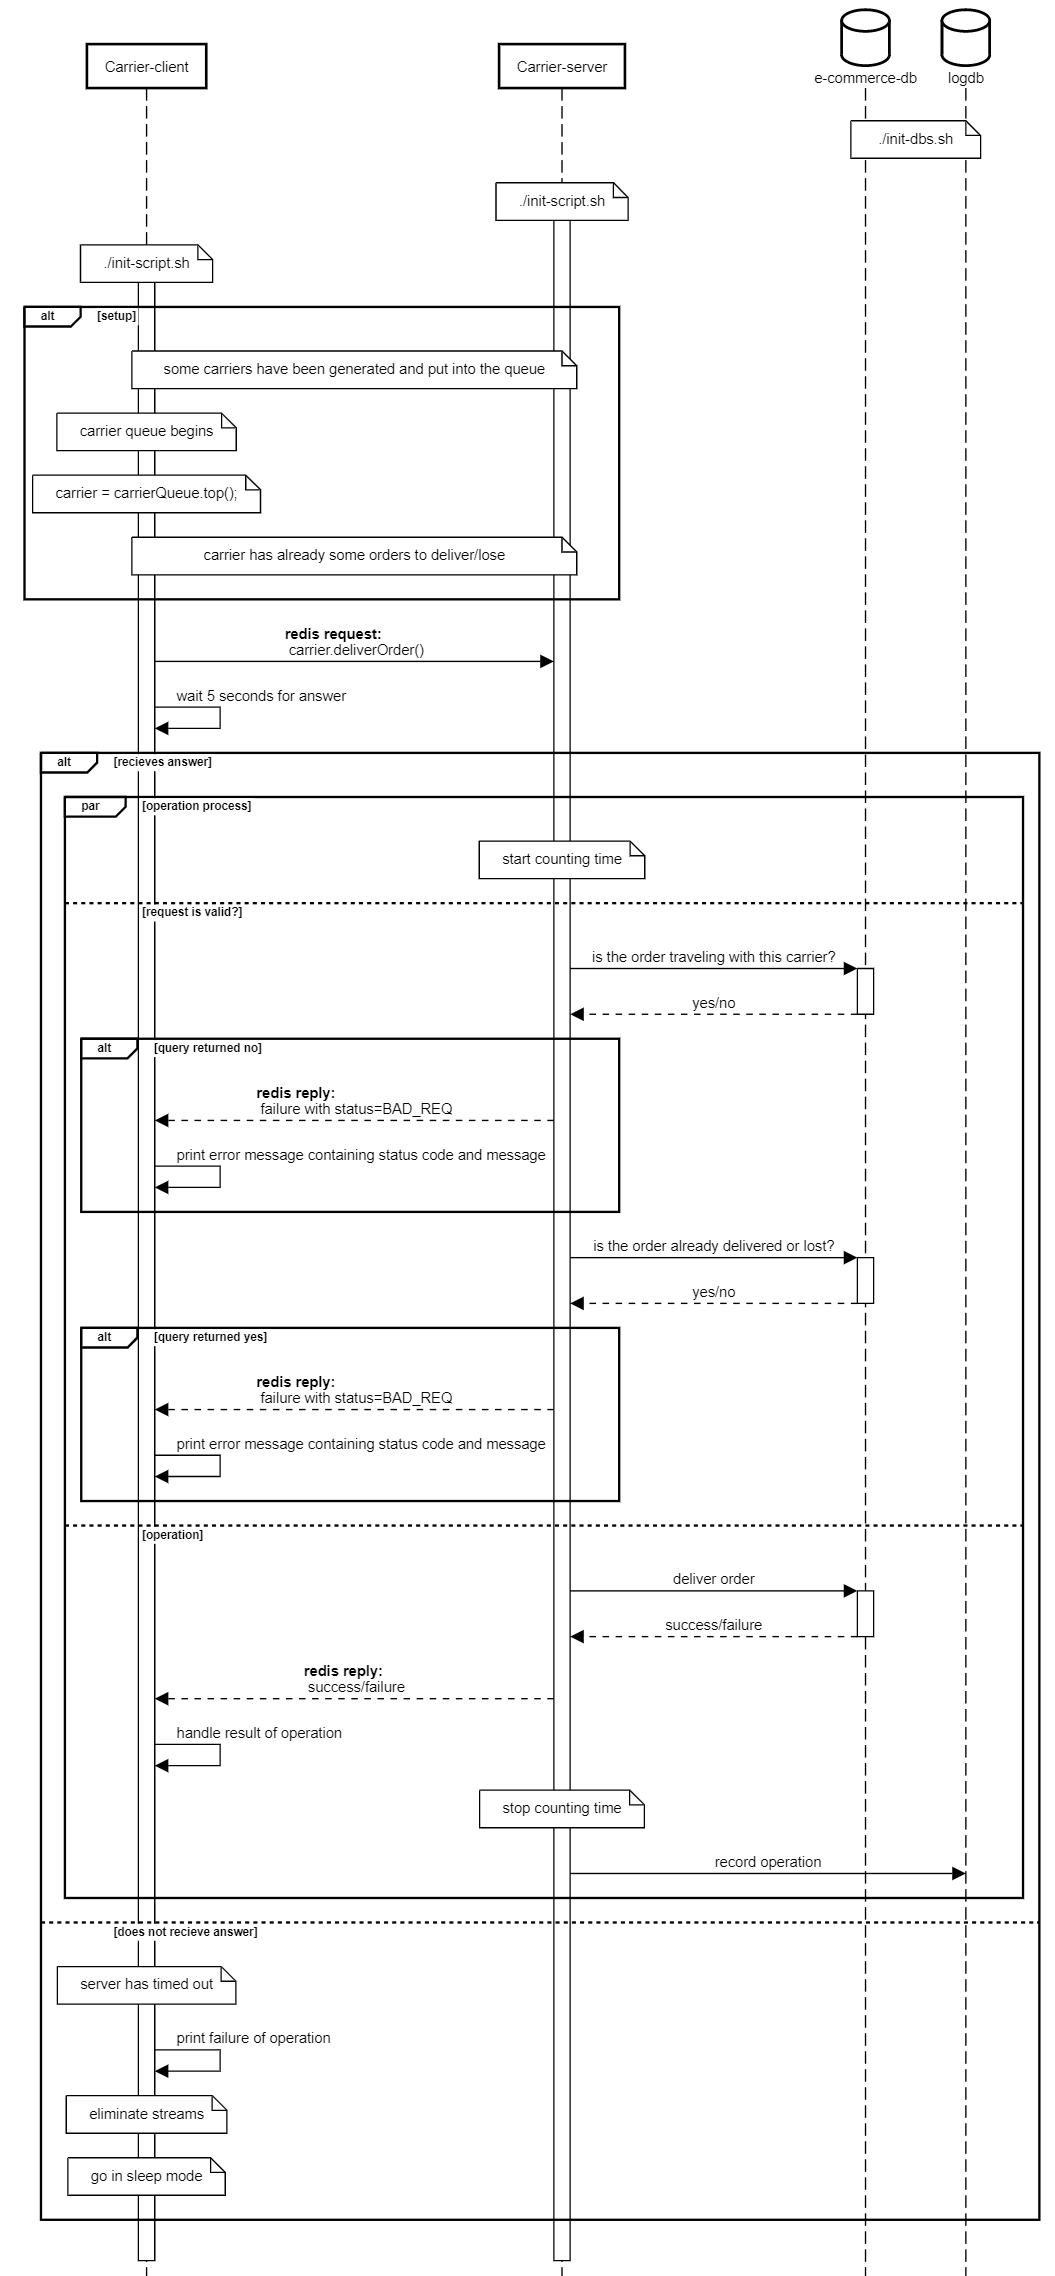 Carrier-client
Carrier-server
e-commerce-db
logdb
./init-dbs.sh
./init-script.sh
./init-script.sh
alt
[setup]
some carriers have been generated and put into the queue
carrier queue begins
carrier = carrierQueue.top();
carrier has already some orders to deliver/lose
redis request:
carrier.deliverOrder()
wait 5 seconds for answer
alt
[recieves answer]
par
[operation process]
start counting time
[request is valid?]
is the order traveling with this carrier?
yes/no
alt
[query returned no]
redis reply:
failure with status=BAD_REQ
print error message containing status code and message
is the order already delivered or lost?
yes/no
alt
[query returned yes]
redis reply:
failure with status=BAD_REQ
print error message containing status code and message
[operation]
deliver order
success/failure
redis reply:
success/failure
handle result of operation
stop counting time
record operation
[does not recieve answer]
server has timed out
print failure of operation
eliminate streams
go in sleep mode